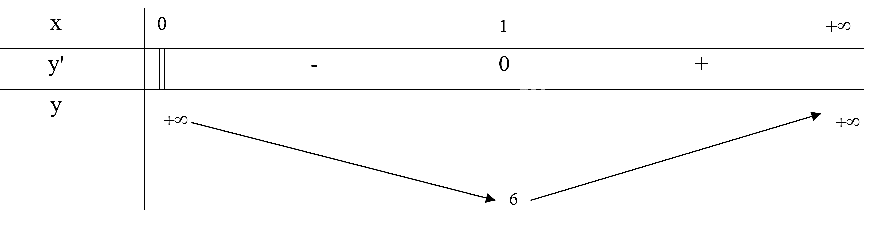 x 0 1 +∞
y' - 0 +
y +∞ +∞
6